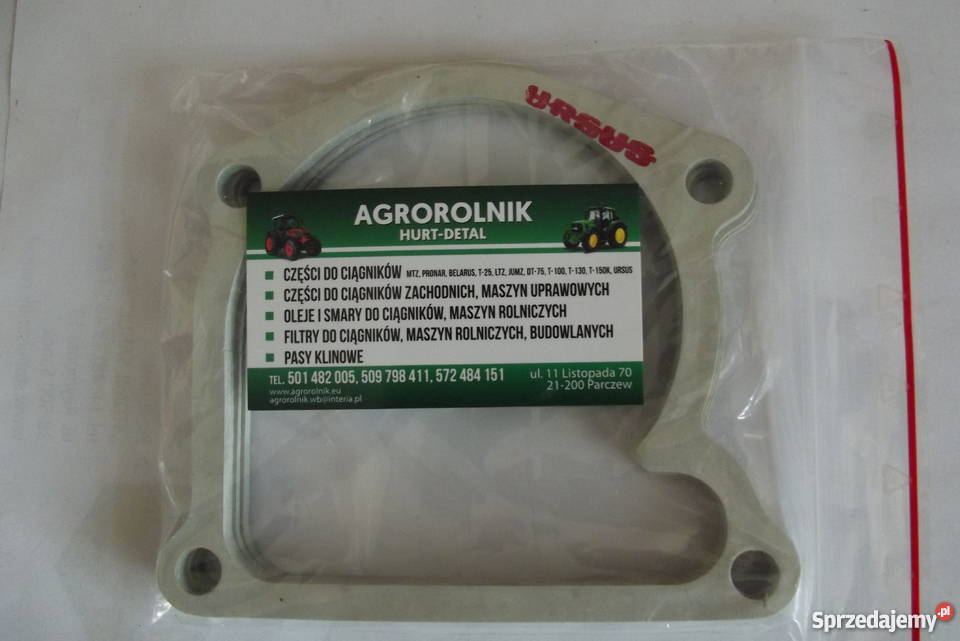 URSUS
AGROROLNIK
HURT-DETAL
CZĘŚCI DO CIĄGNIKÓW MTZ, PRONAR, BELARUS, T-25, LTZ, JUMZ, DT-75, T-100, T-130, T-150K, URSUS
CZĘŚCI DO CIĄGNIKÓW ZACHODNICH, MASZYN UPRAWOWYCH
OLEJE I SMARY DO CIĄGNIKÓW, MASZYN ROLNICZYCH
FILTRY DO CIĄGNIKÓW, MASZYN ROLNICZYCH, BUDOWLANYCH
PASY KLINOWE
TEL. 501 482 005, 509 798 411, 572 484 151
ul. 11 Listopada 70
21-200 Parczew
www.agrorolnik.eu
agrorolnik.wb@interia.pl
Sprzedajemy.pl